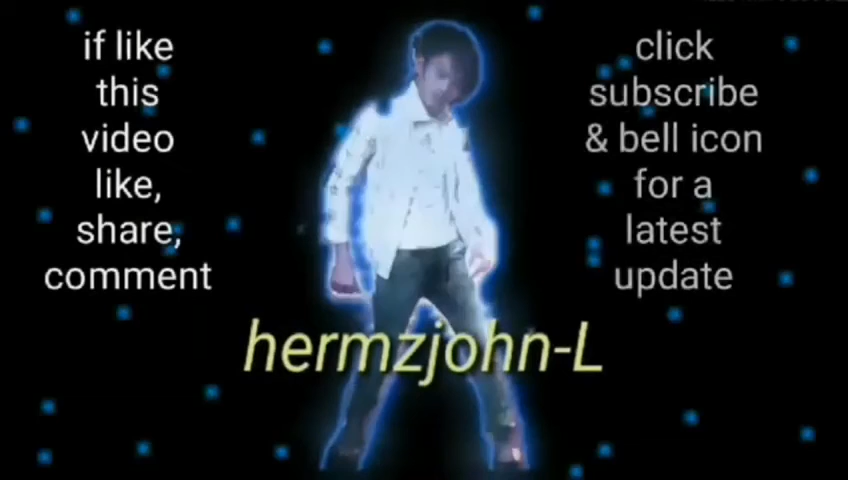 if like
this
video
like,
share,
comment
click
subscribe
& bell icon
for a
latest
update
hermzjohn-L